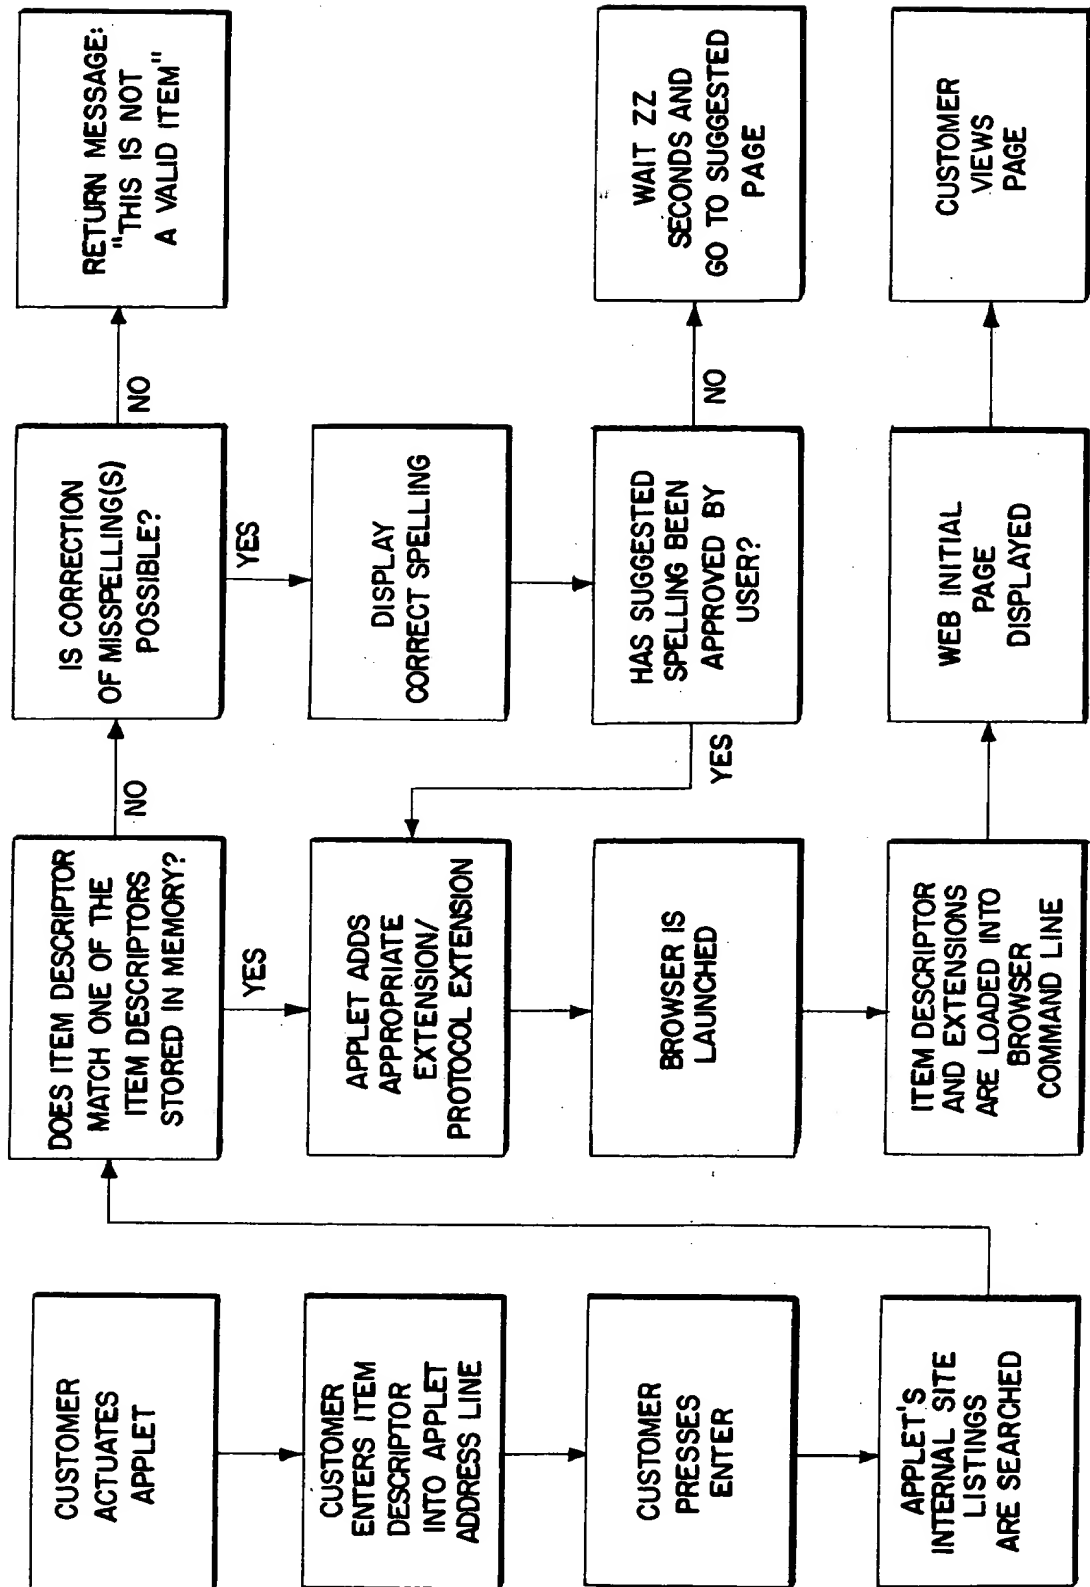 CUSTOMER
ACTUATES
APPLET
CUSTOMER
ENTERS ITEM
DESCRIPTOR
INTO APPLET
ADDRESS LINE
CUSTOMER
PRESSES
ENTER
APPLET'S
INTERNAL SITE
LISTINGS
ARE SEARCHED
DOES ITEM DESCRIPTOR
MATCH ONE OF THE
ITEM DESCRIPTORS
STORED IN MEMORY?
NO
YES
APPLET ADDS
APPROPRIATE
EXTENSION/
PROTOCOL EXTENSION
BROWSER IS
LAUNCHED
ITEM DESCRIPTOR
AND EXTENSIONS
ARE LOADED INTO
BROWSER
COMMAND LINE
IS CORRECTION
OF MISSPELLING(S)
POSSIBLE?
NO
YES
DISPLAY
CORRECT SPELLING
HAS SUGGESTED
SPELLING BEEN
APPROVED BY
USER?
YES
NO
WEB INITIAL
PAGE
DISPLAYED
RETURN MESSAGE:
"THIS IS NOT
A VALID ITEM"
WAIT ZZ
SECONDS AND
GO TO SUGGESTED
PAGE
CUSTOMER
VIEWS
PAGE